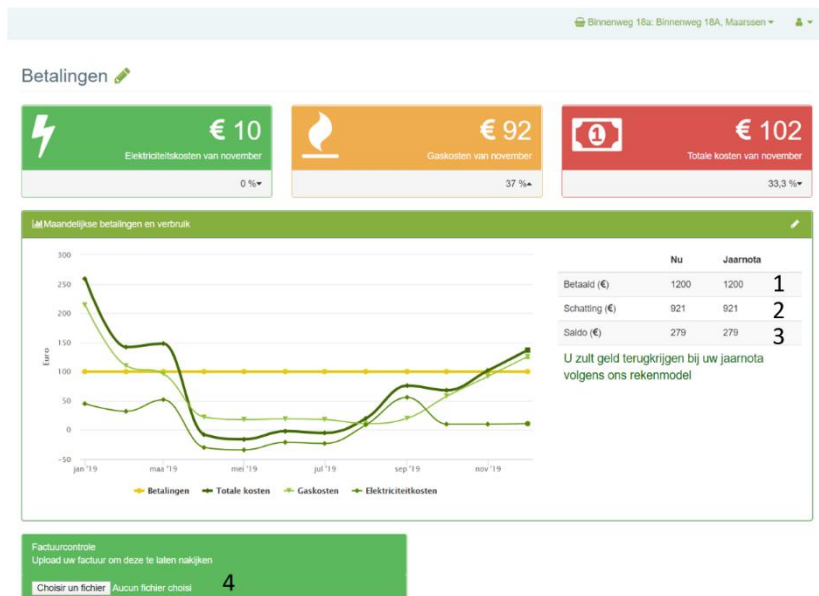 Binnenweg 18a: Binnenweg 18A, Maarssen
Betalingen
€ 10
Elektriciteitskosten van november
0 %
€ 92
Gaskosten van november
37 %
1
€ 102
Totale kosten van november
33,3 %
Maandelijkse betalingen en verbruik
300
250
200
150
100
50
0
-50
Euro
jan '19
maa '19
mei '19
jul '19
sep '19
nov '19
Betalingen Totale kosten Gaskosten Elektriciteitkosten
Nu Jaarnota
Betaald (€) 1200 1200 1
Schatting (€) 921 921 2
Saldo (€) 279 279 3
U zult geld terugkrijgen bij uw jaarnota
volgens ons rekenmodel
Factuurcontrole
Upload uw factuur om deze te laten nakijken
Choisir un fichier Aucun fichier choisi 4